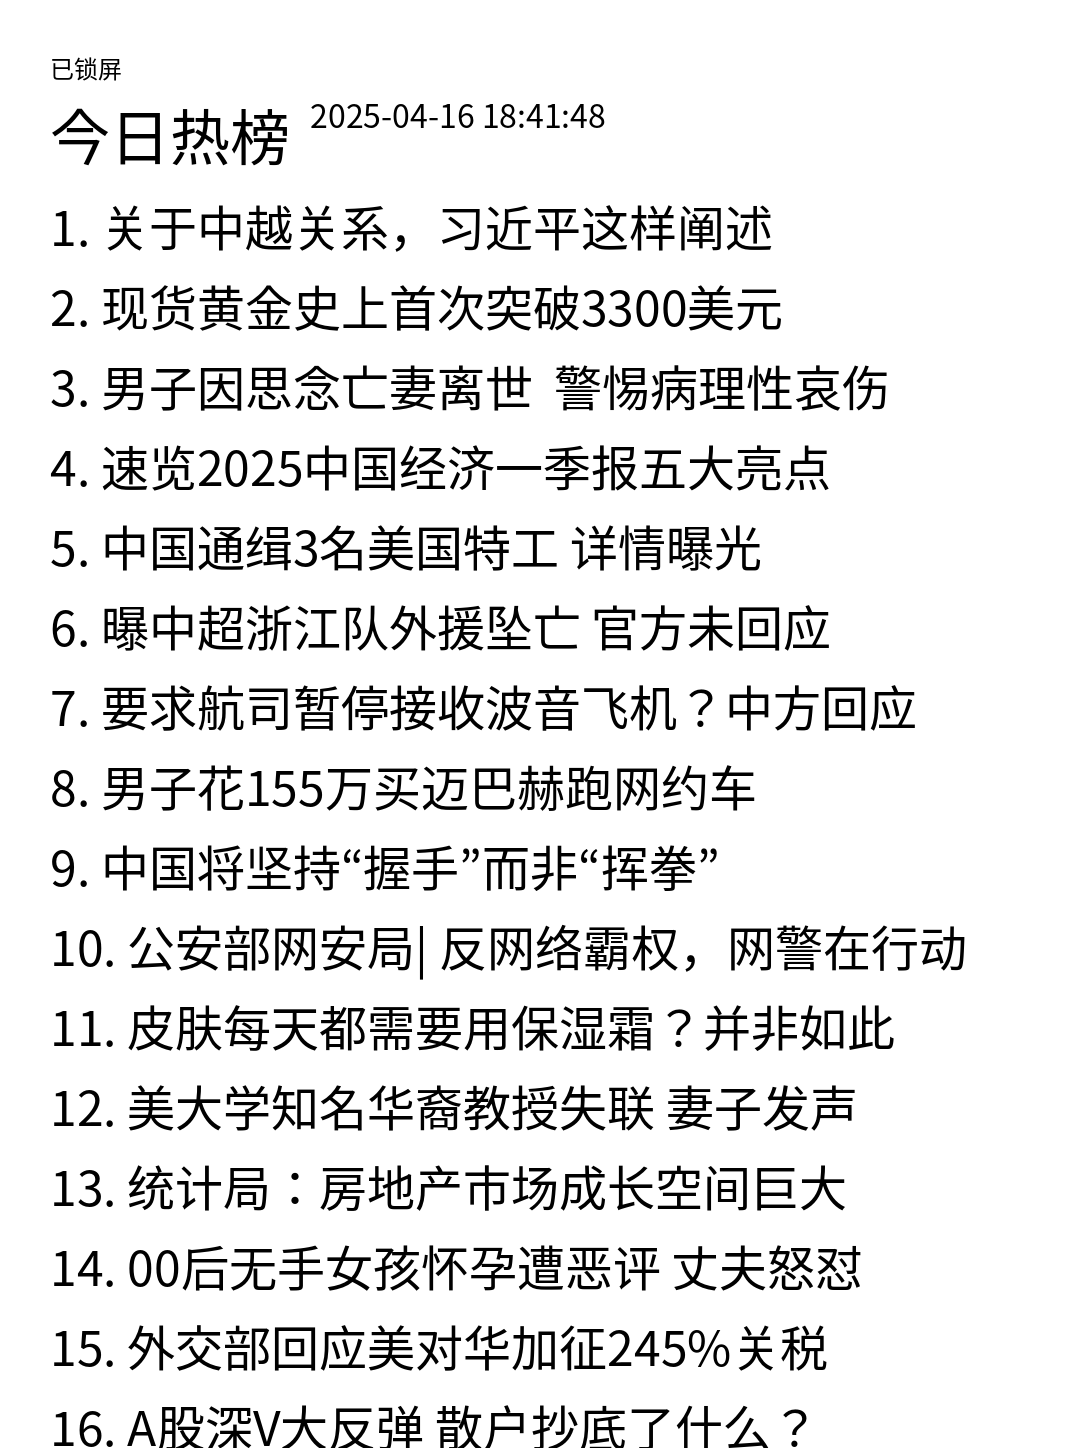 已锁屏
今日热榜 2025-04-16 18:41:48
1. 关于中越关系，习近平这样阐述
2. 现货黄金史上首次突破3300美元
3. 男子因思念亡妻离世 警惕病理性哀伤
4. 速览2025中国经济一季报五大亮点
5. 中国通缉3名美国特工 详情曝光
6. 曝中超浙江队外援坠亡 官方未回应
7. 要求航司暂停接收波音飞机？中方回应
8. 男子花155万买迈巴赫跑网约车
9. 中国将坚持“握手”而非“挥拳”
10. 公安部网安局| 反网络霸权，网警在行动
11. 皮肤每天都需要用保湿霜？并非如此
12. 美大学知名华裔教授失联 妻子发声
13. 统计局：房地产市场成长空间巨大
14. 00后无手女孩怀孕遭恶评 丈夫怒怼
15. 外交部回应美对华加征245%关税
16. A股深V大反弹 散户抄底了什么？